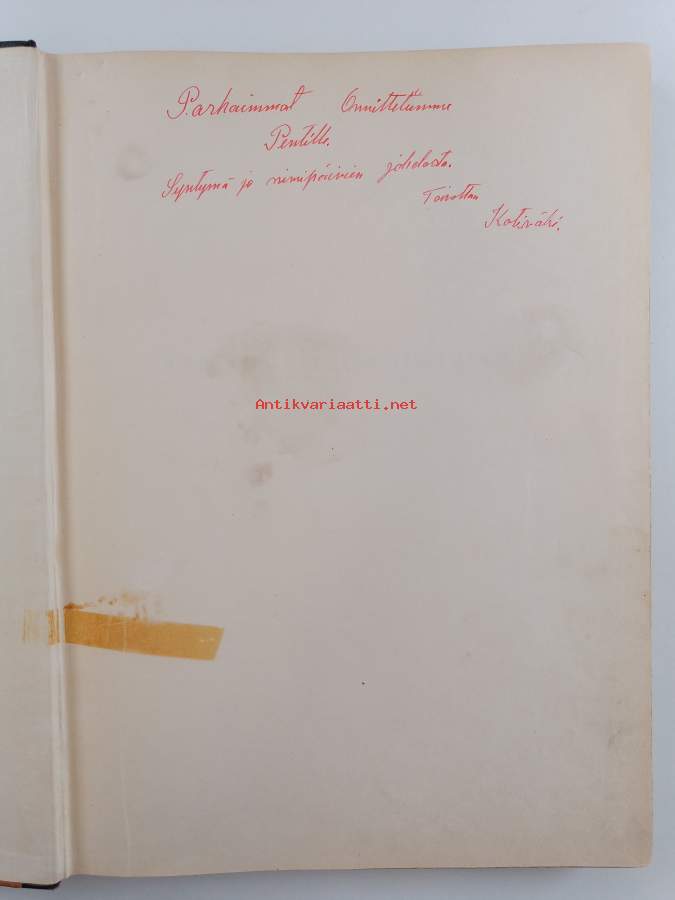 Parhaimmat Onnittelumme
Pentille.
Syntymä ja nimipäivien johdosta.
Toivottaa
Kotiväki.
Antikvariaatti.net